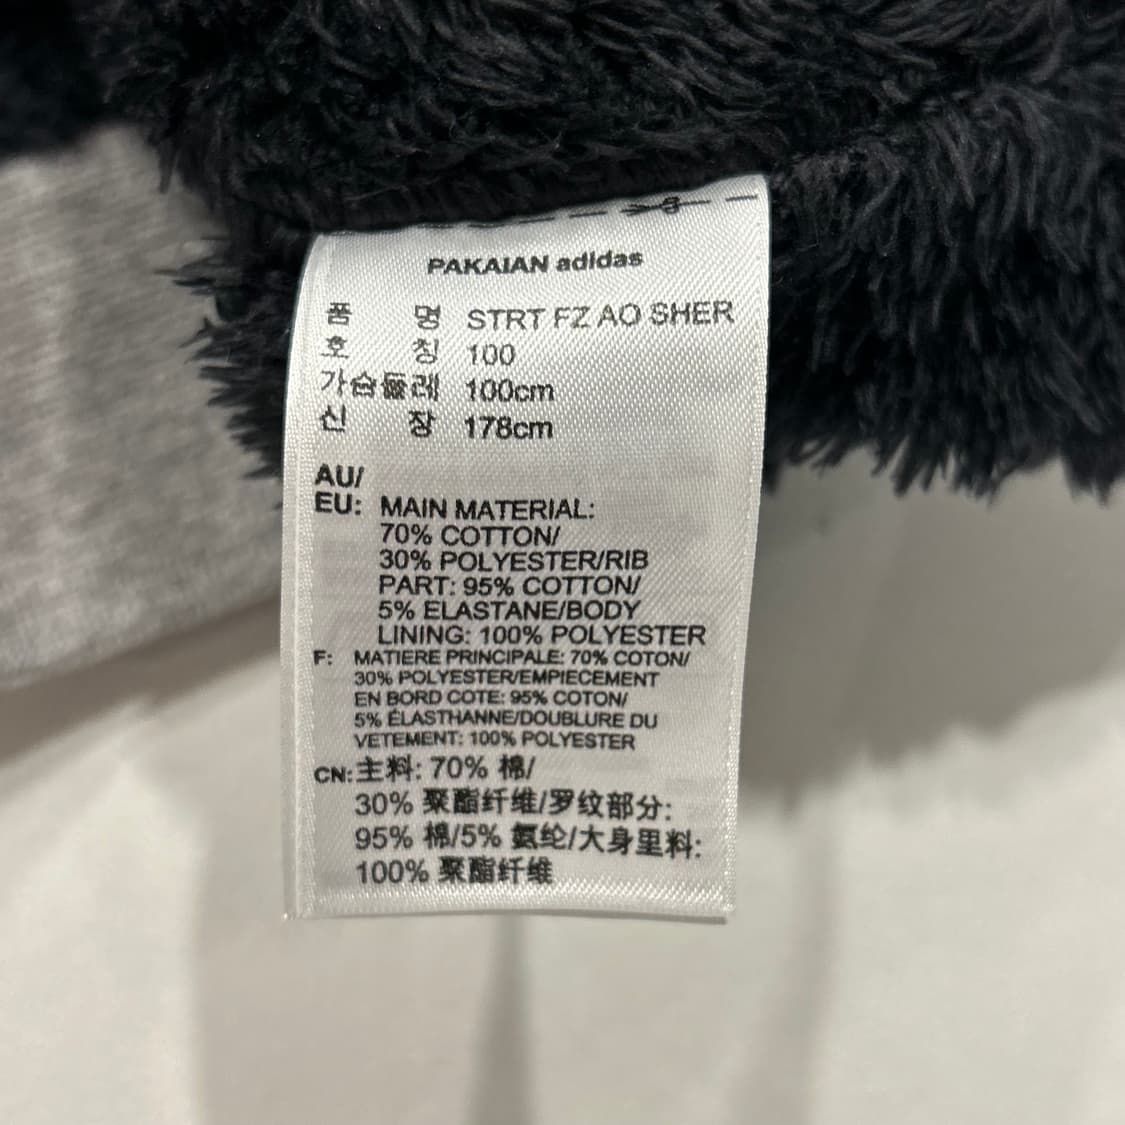 PAKAIAN adidas
품 명 STRT FZ AO SHER
호 칭 100
가슴둘레 100cm
신 장 178cm
AU/
EU: MAIN MATERIAL:
70% COTTON/
30% POLYESTER/RIB
PART: 95% COTTON/
5% ELASTANE/BODY
LINING: 100% POLYESTER
F: MATIERE PRINCIPALE: 70% COTON/
30% POLYESTER/EMPIECEMENT
EN BORD COTE: 95% COTON/
5% ÉLASTHANNE/DOUBLURE DU
VETEMENT: 100% POLYESTER
CN: 主料: 70% 棉/
30% 聚酯纤维/罗纹部分:
95% 棉/5% 氨纶/大身里料:
100% 聚酯纤维